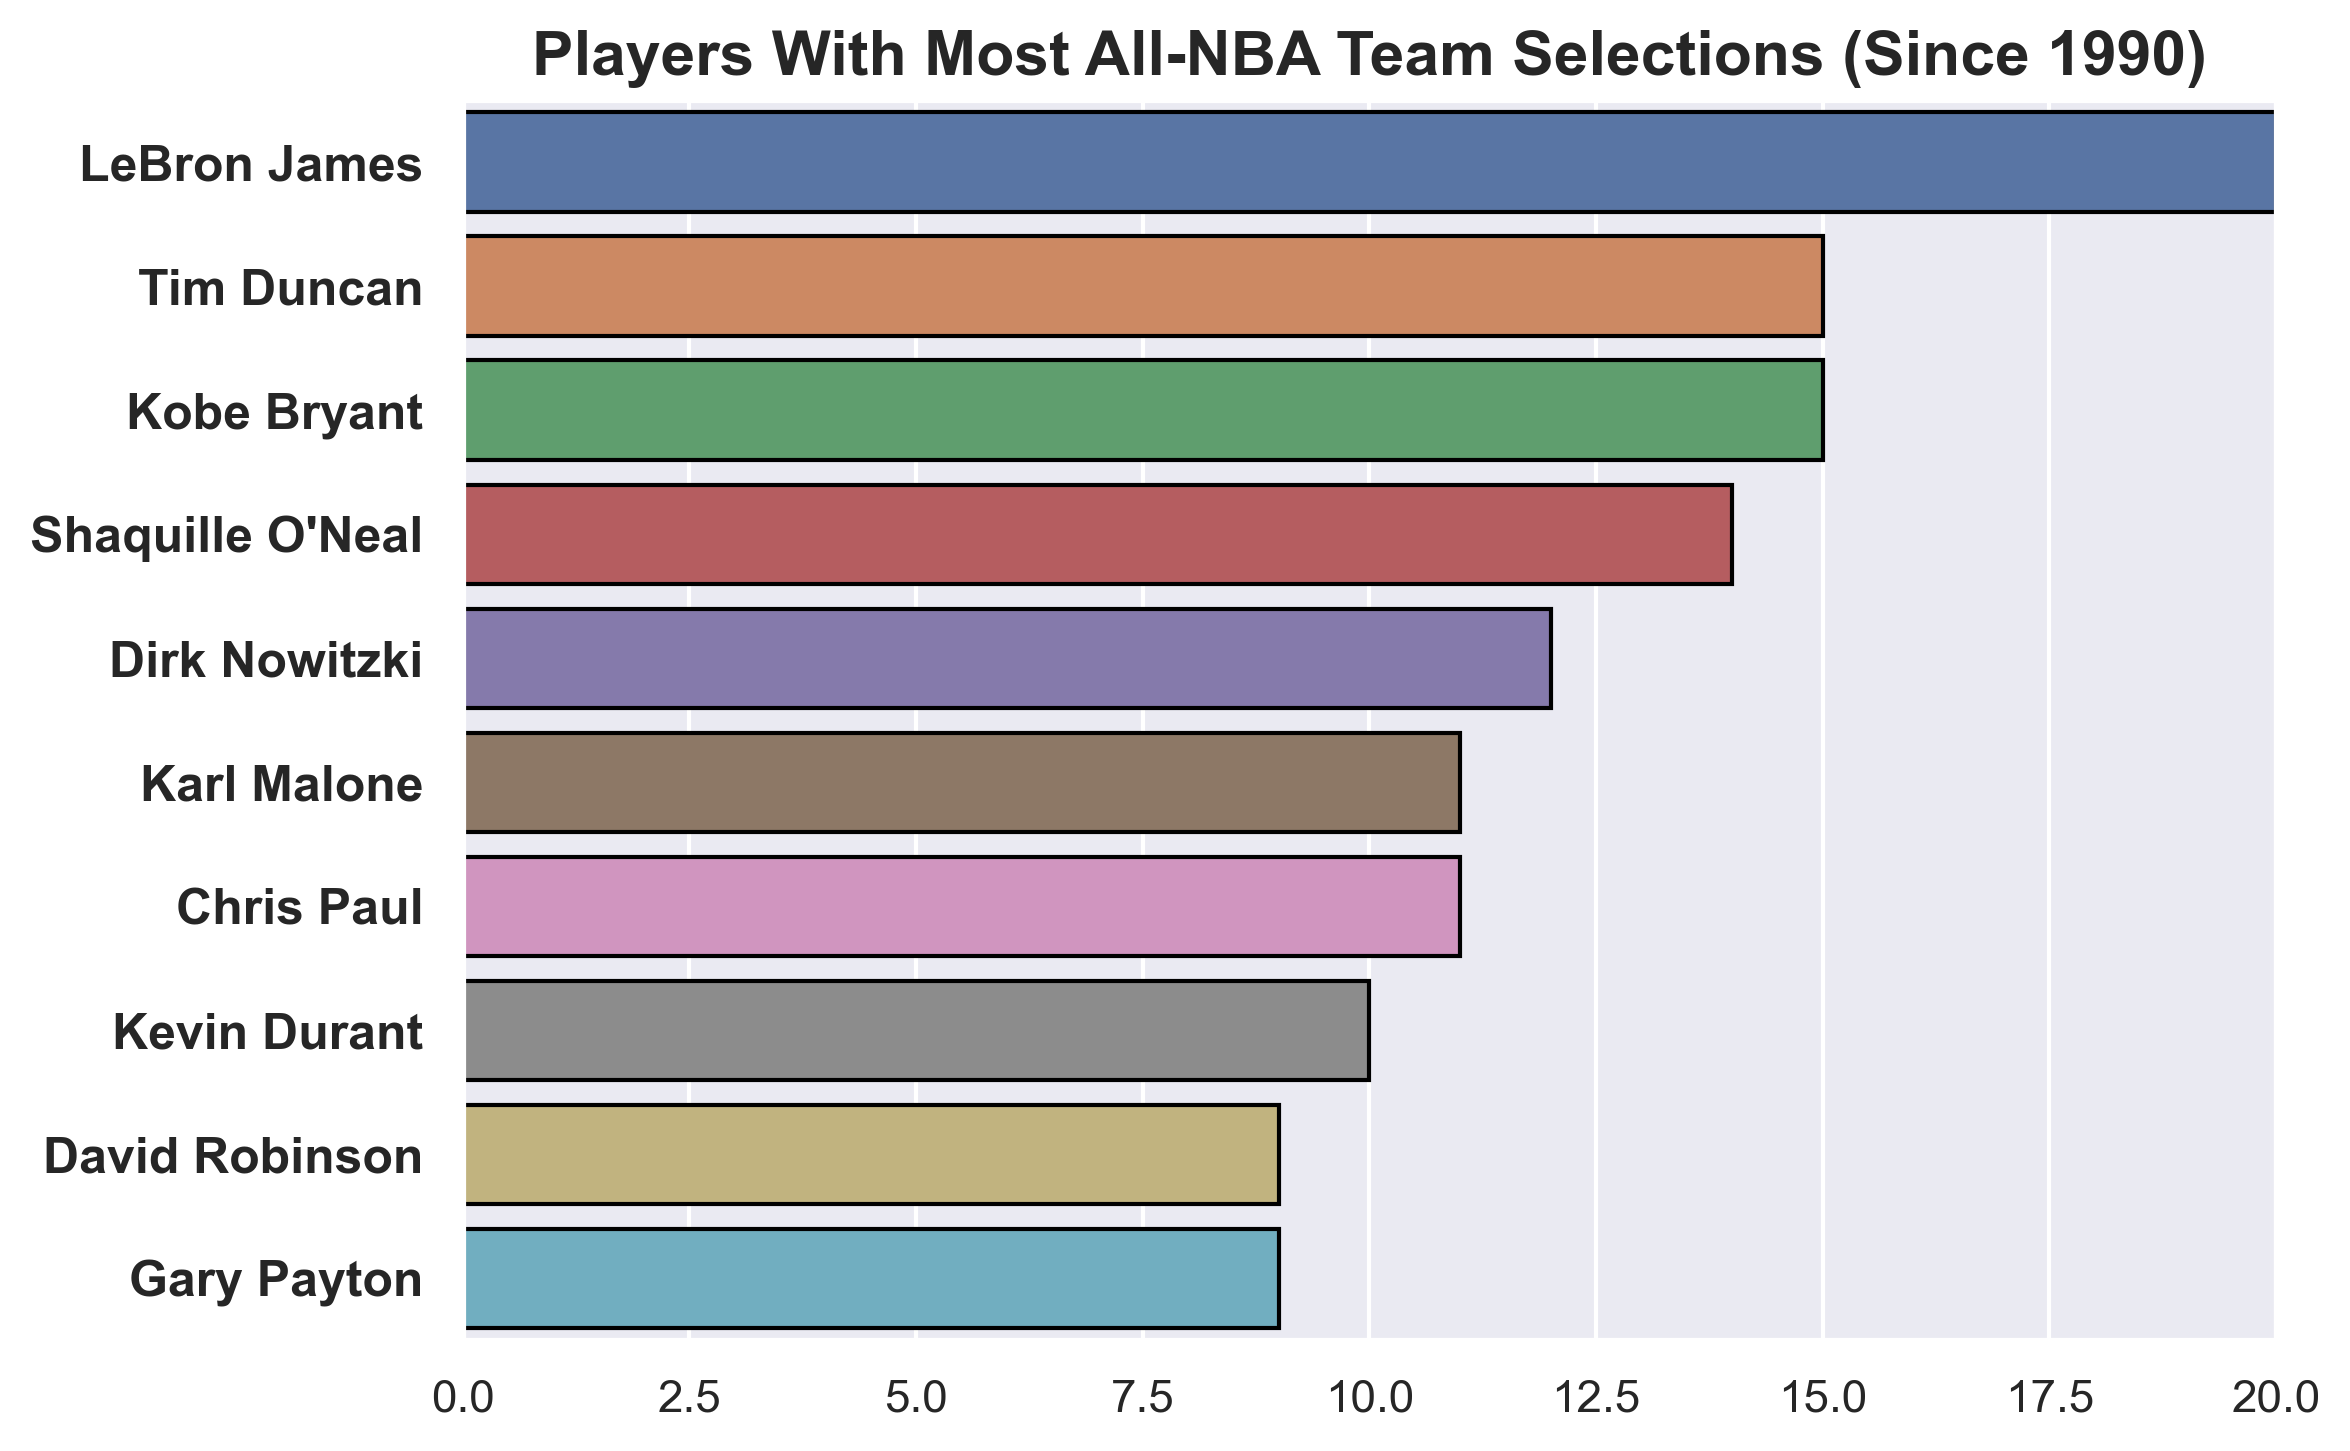 Players With Most All-NBA Team Selections (Since 1990)
LeBron James
Tim Duncan
Kobe Bryant
Shaquille O'Neal
Dirk Nowitzki
Karl Malone
Chris Paul
Kevin Durant
David Robinson
Gary Payton
0.0 2.5 5.0 7.5 10.0 12.5 15.0 17.5 20.0